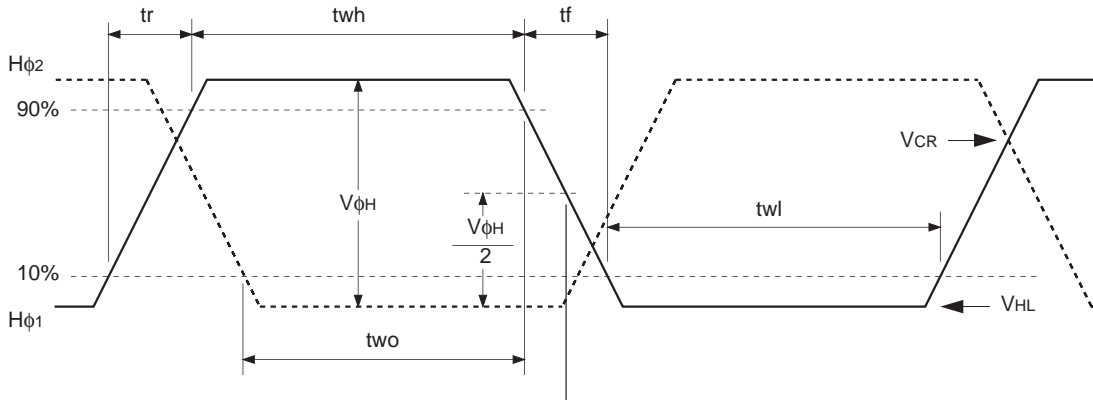 tr
twh
tf
Hϕ2
90%
VCR
VϕH
VϕH
2
twl
10%
Hϕ1
VHL
two